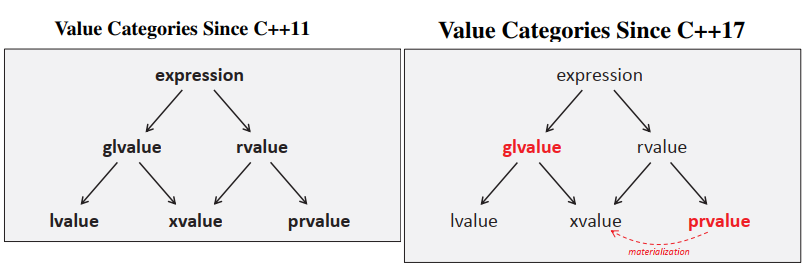 Value Categories Since C++11
expression
glvalue rvalue
lvalue xvalue prvalue
Value Categories Since C++17
expression
glvalue rvalue
lvalue xvalue prvalue
materialization